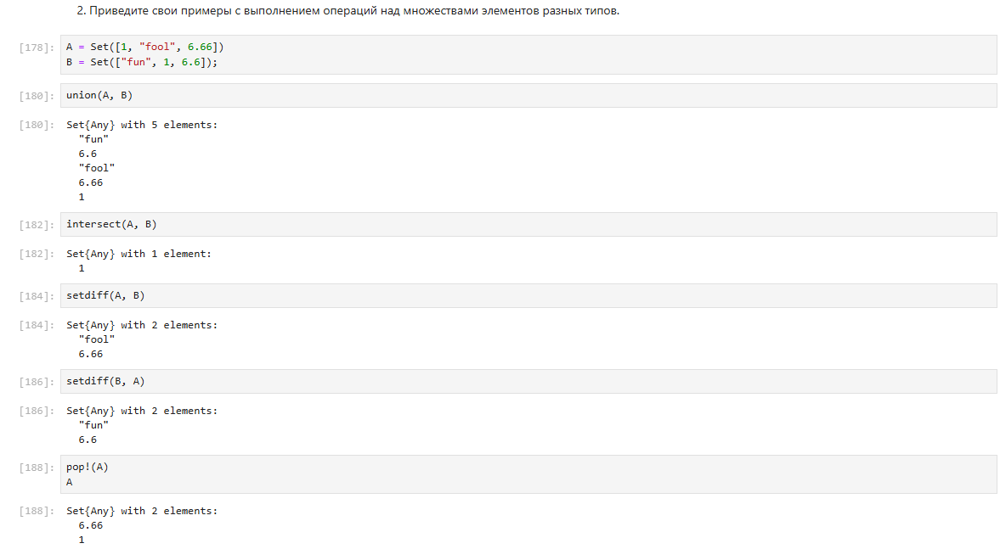 2. Приведите свои примеры с выполнением операций над множествами элементов разных типов.
[178]: A = Set([1, "fool", 6.66])
B = Set(["fun", 1, 6.6]);
[180]: union(A, B)
[180]: Set{Any} with 5 elements:
"fun"
6.6
"fool"
6.66
1
[182]: intersect(A, B)
[182]: Set{Any} with 1 element:
1
[184]: setdiff(A, B)
[184]: Set{Any} with 2 elements:
"fool"
6.66
[186]: setdiff(B, A)
[186]: Set{Any} with 2 elements:
"fun"
6.6
[188]: pop!(A)
A
[188]: Set{Any} with 2 elements:
6.66
1